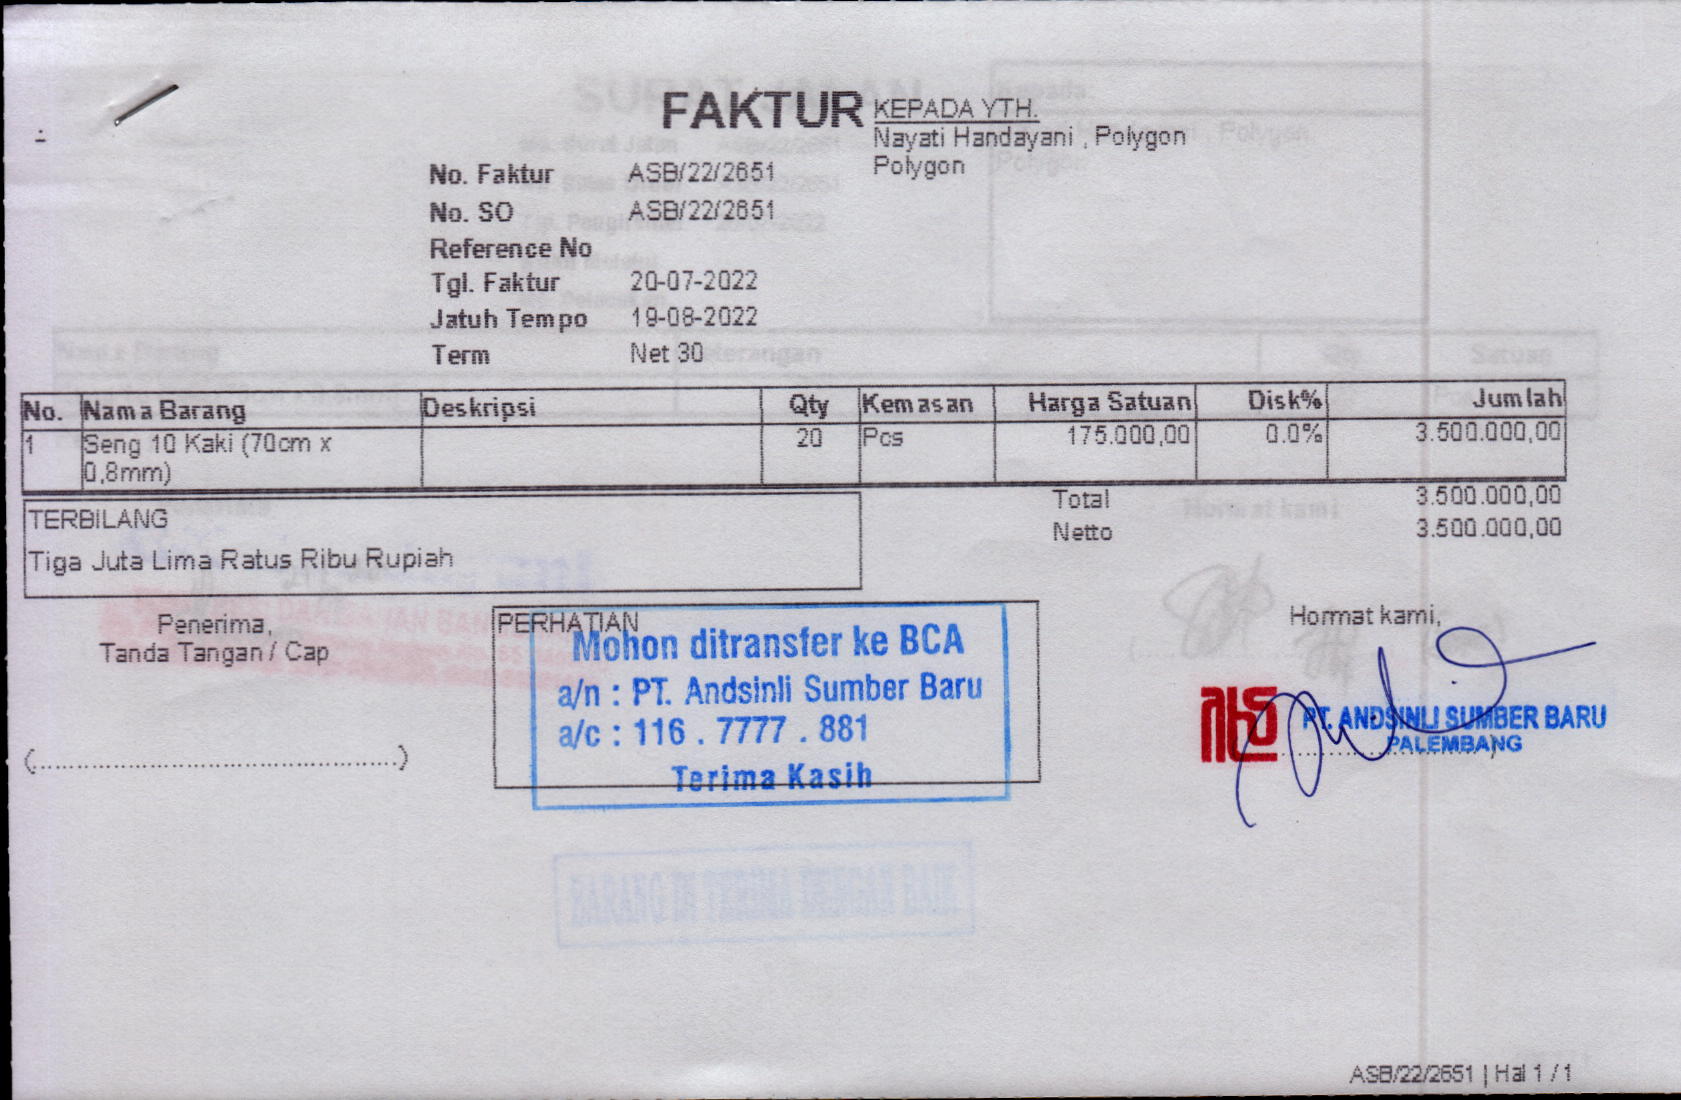 FAKTUR
KEPADA YTH.
Nayati Handayani , Polygon
Polygon
No. Faktur ASB/22/2651
No. SO ASB/22/2651
Reference No
Tgl. Faktur 20-07-2022
Jatuh Tempo 19-08-2022
Term Net 30
No. Nama Barang Deskripsi Qty Kemasan Harga Satuan Disk% Jumlah
1 Seng 10 Kaki (70cm x 20 Pcs 175.000,00 0.0% 3.500.000,00
0,8mm)
Total 3.500.000,00
Netto 3.500.000,00
TERBILANG
Tiga Juta Lima Ratus Ribu Rupiah
Penerima,
Tanda Tangan / Cap
(...............................................)
PERHATIAN
Mohon ditransfer ke BCA
a/n : PT. Andsinli Sumber Baru
a/c : 116 . 7777 . 881
Terima Kasih
Hormat kami,
PT. ANDSINLI SUMBER BARU
PALEMBANG
BARANG DI TERIMA DENGAN BAIK
ASB/22/2651 | Hal 1 / 1